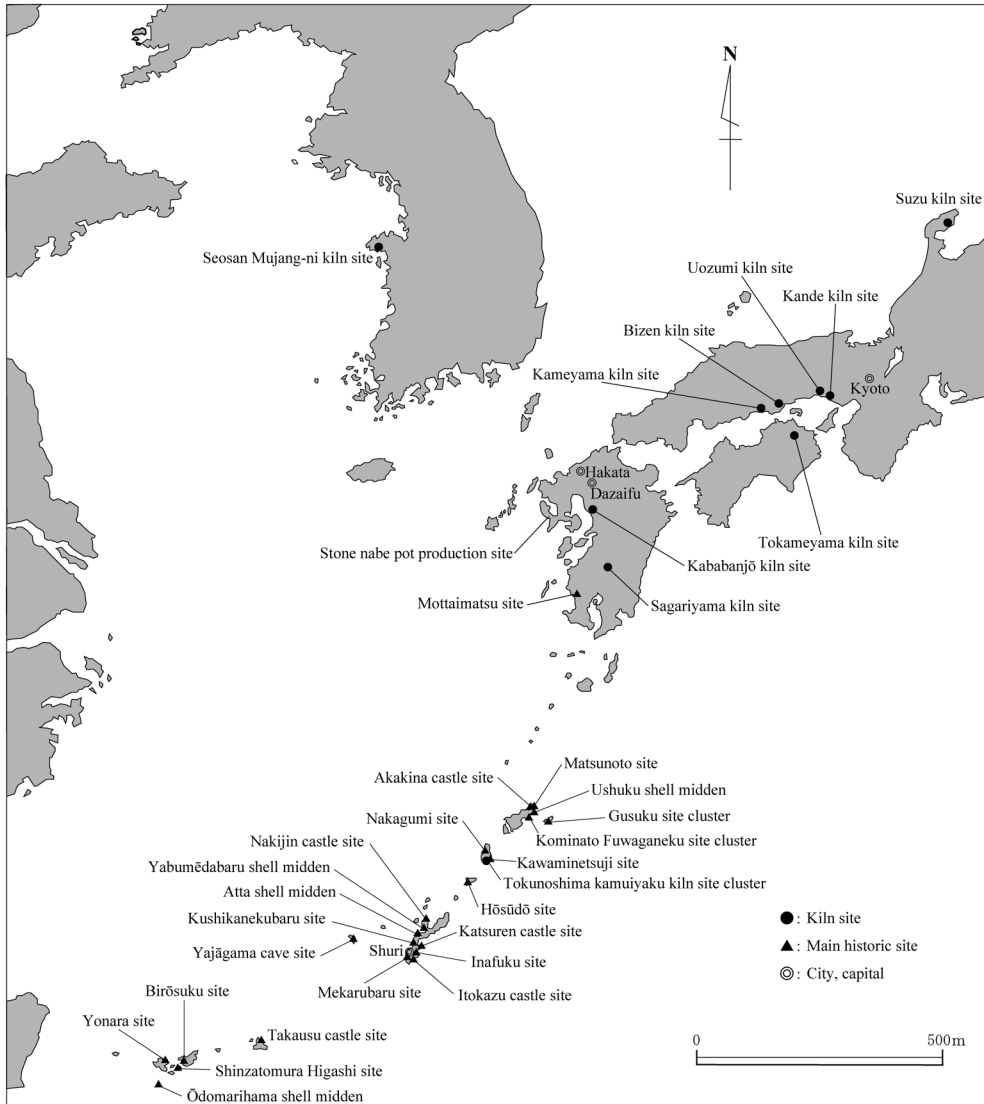 N
Suzu kiln site
Seosan Mujang-ni kiln site
Uozumi kiln site
Kande kiln site
Bizen kiln site
Kameyama kiln site
Kyoto
Hakata
Dazaifu
Tokameyama kiln site
Stone nabe pot production site
Kababanjō kiln site
Mottaimatsu site
Sagariyama kiln site
Matsunoto site
Akakina castle site
Ushuku shell midden
Gusuku site cluster
Nakagumi site
Kominato Fuwaganeku site cluster
Nakijin castle site
Kawaminetsuji site
Yabumēdabaru shell midden
Tokunoshima kamuiyaku kiln site cluster
Atta shell midden
Hōsūdō site
Kushikanekubaru site
Katsuren castle site
Yajāgama cave site
Shuri
Inafuku site
Mekarubaru site
Itokazu castle site
Birōsuku site
Yonara site
Takausu castle site
Shinzatomura Higashi site
Ōdomarihama shell midden
: Kiln site
: Main historic site
: City, capital
0 500m